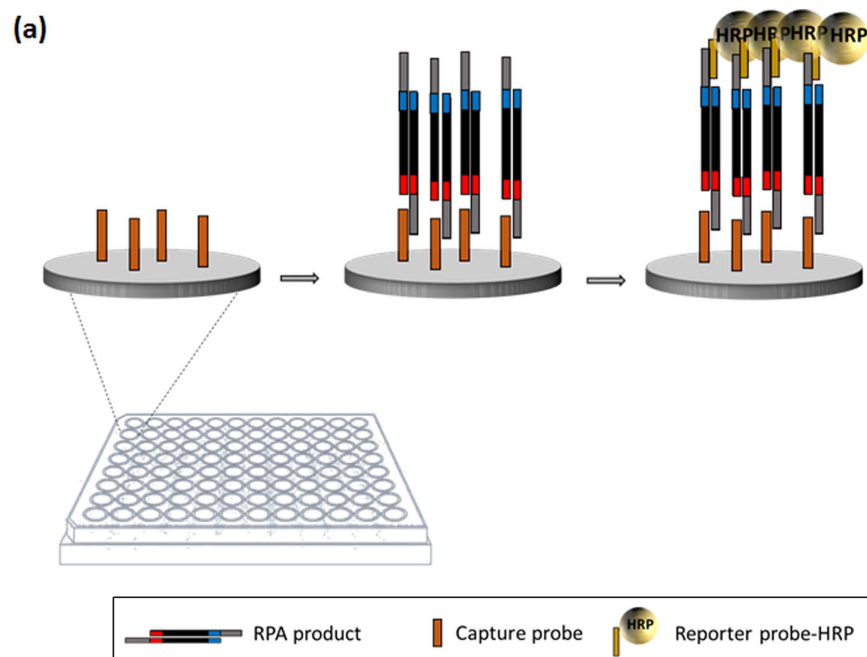 (a)
HRP HRP HRP HRP
RPA product
Capture probe
HRP
Reporter probe-HRP